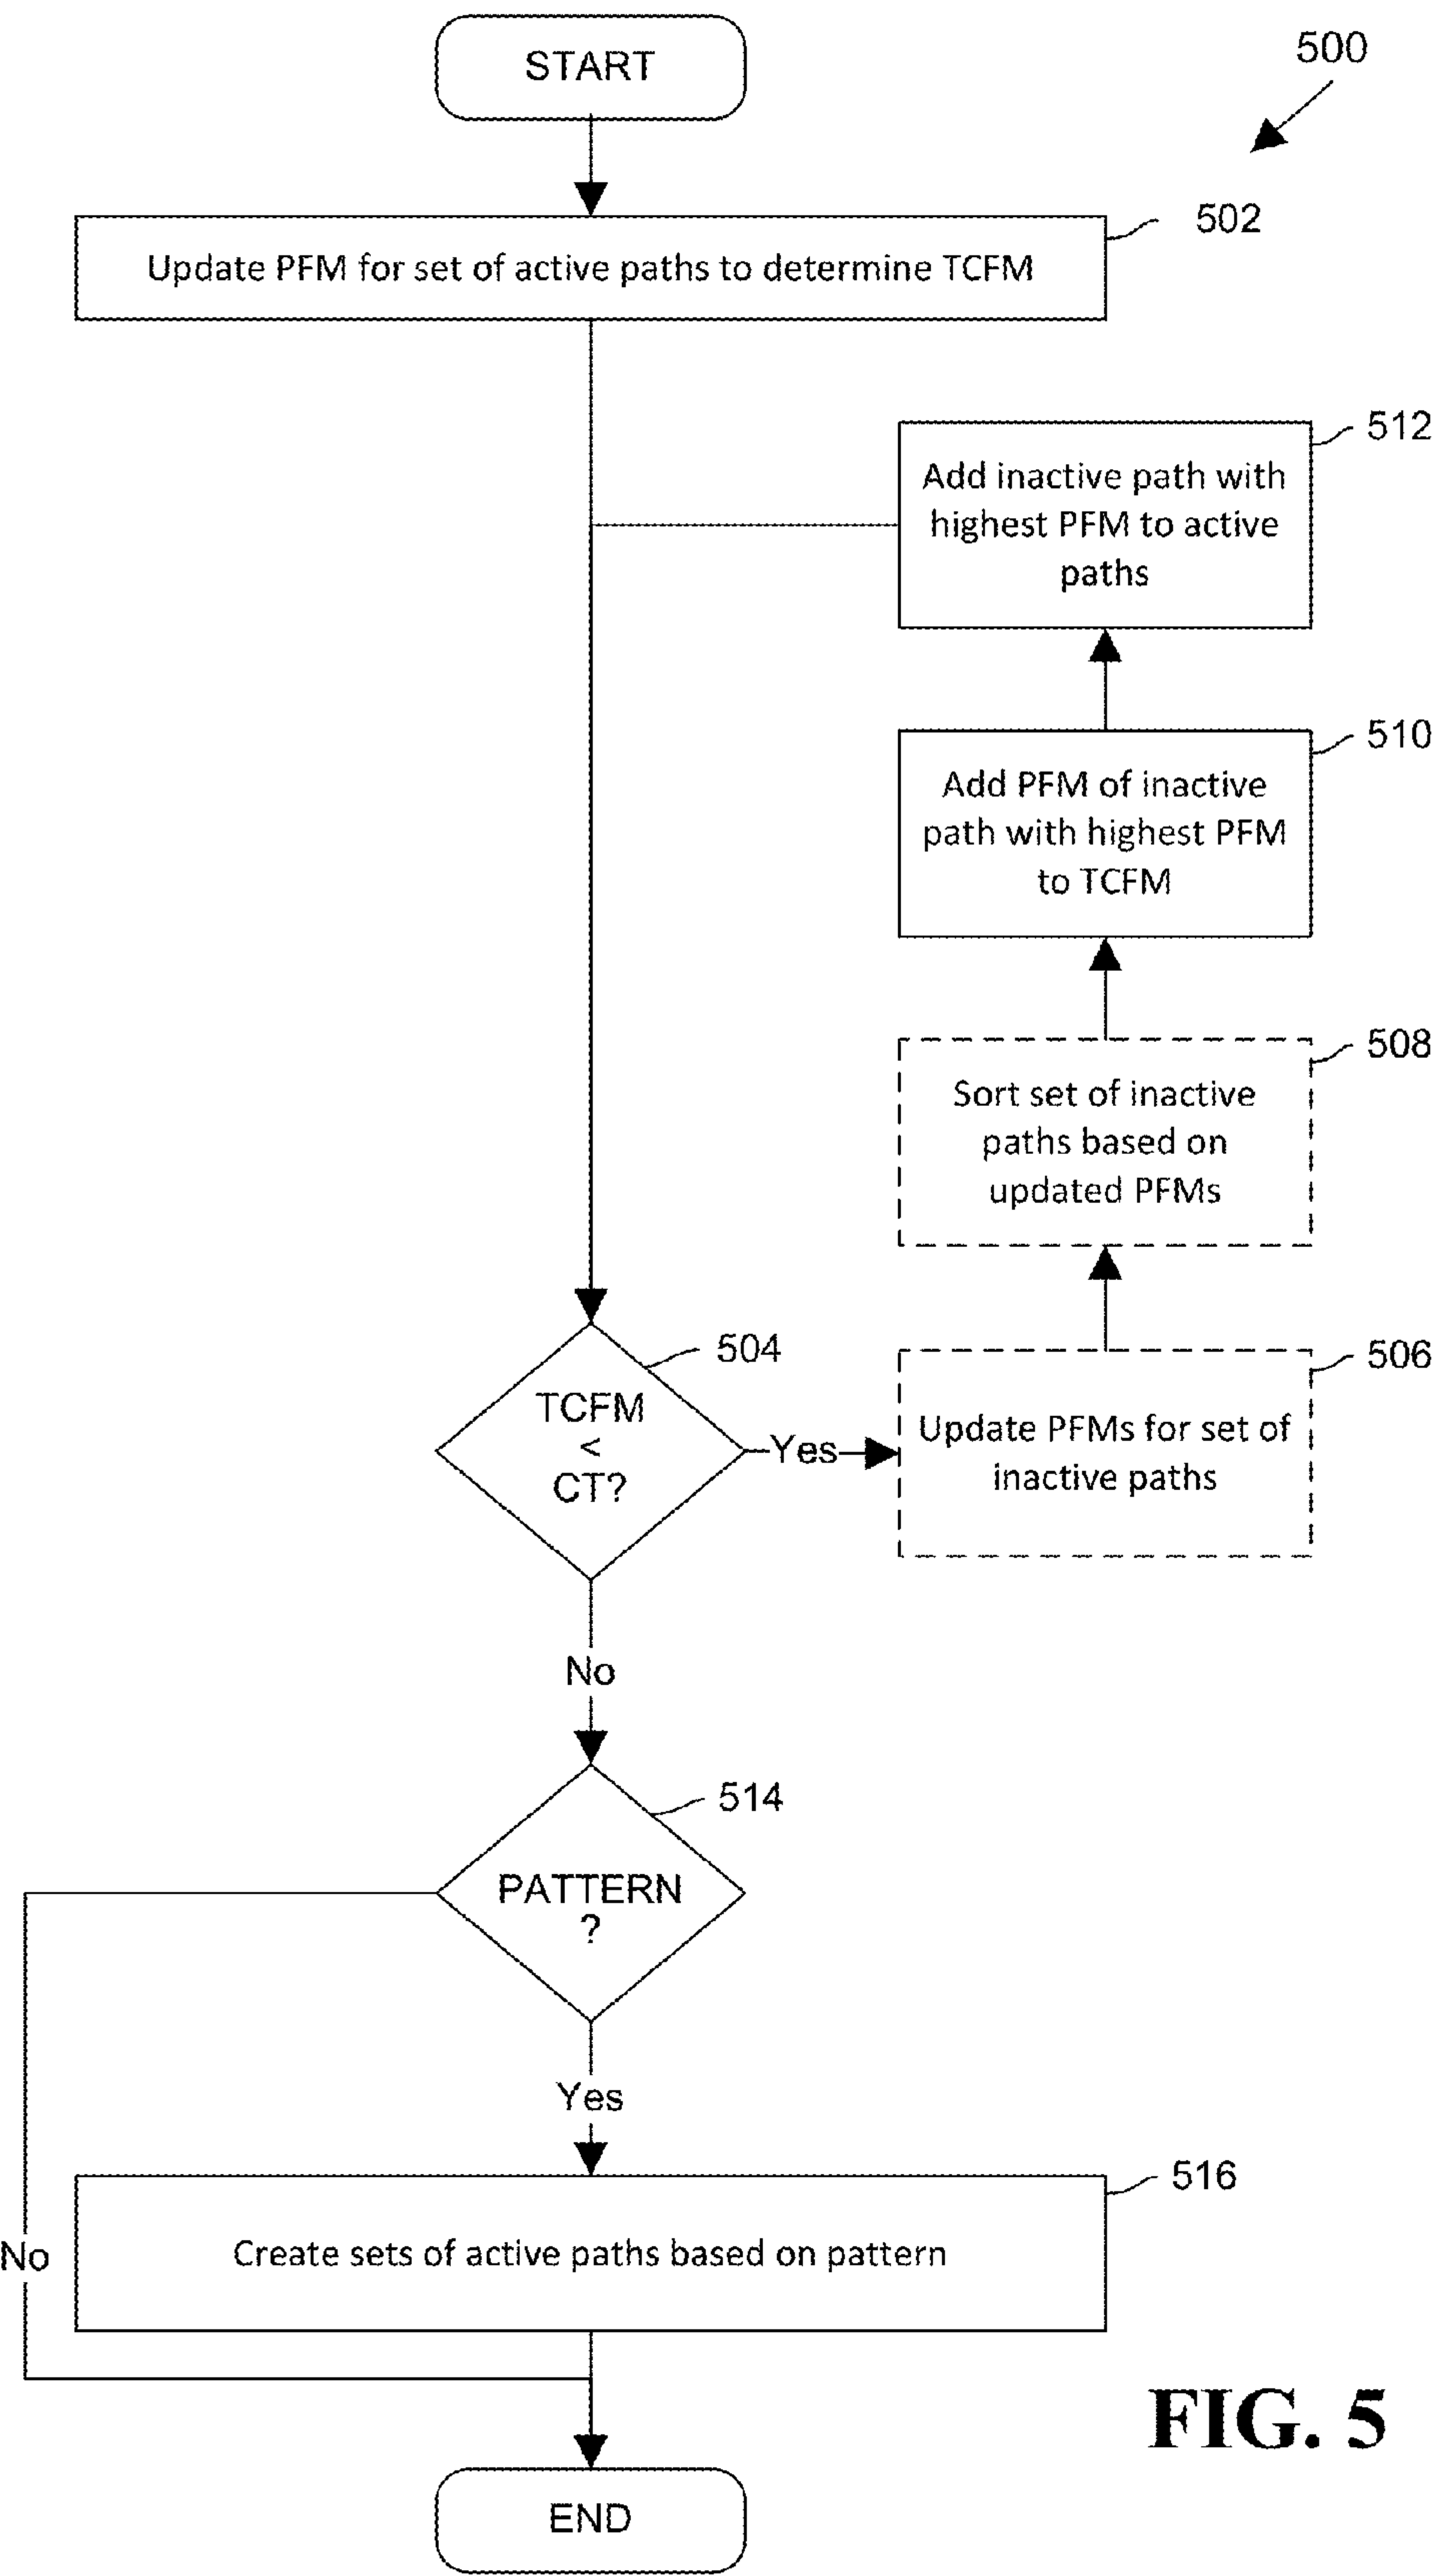 START
500
502
Update PFM for set of active paths to determine TCFM
512
Add inactive path with
highest PFM to active
paths
510
Add PFM of inactive
path with highest PFM
to TCFM
508
Sort set of inactive
paths based on
updated PFMs
504
TCFM
<
CT?
Yes
506
Update PFMs for set of
inactive paths
No
514
PATTERN
?
Yes
516
Create sets of active paths based on pattern
No
FIG. 5
END